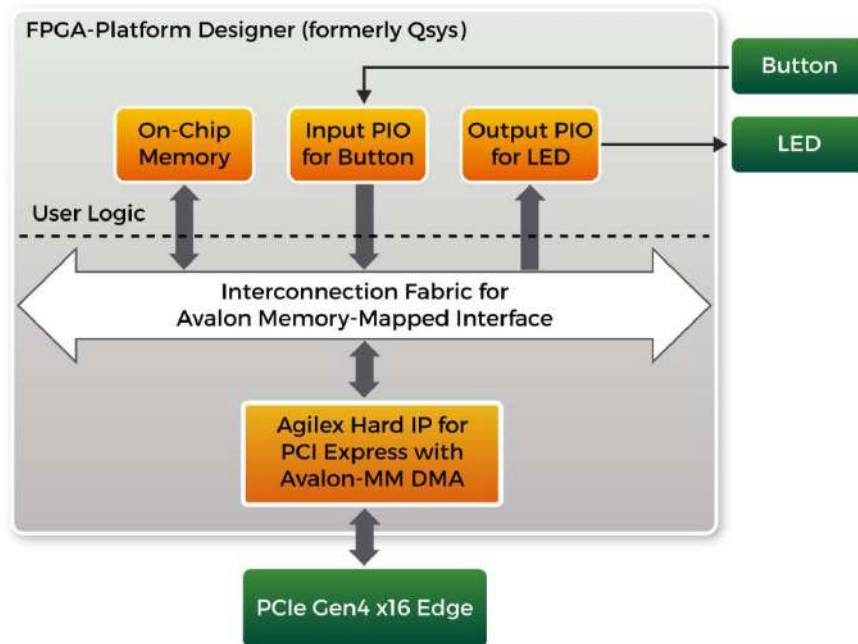 FPGA-Platform Designer (formerly Qsys)
Button
On-Chip
Memory
Input PIO
for Button
Output PIO
for LED
LED
User Logic
Interconnection Fabric for
Avalon Memory-Mapped Interface
Agilex Hard IP for
PCI Express with
Avalon-MM DMA
PCIe Gen4 x16 Edge